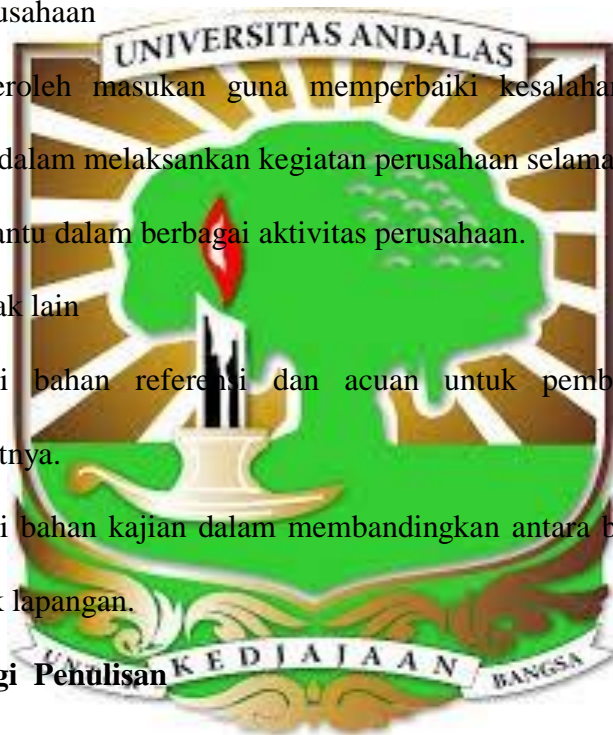 usahaan
UNIVERSITAS ANDALAS
eroleh masukan guna memperbaiki kesalahan
dalam melaksankan kegiatan perusahaan selama
antu dalam berbagai aktivitas perusahaan.
ak lain
i bahan referensi dan acuan untuk pemb
tnya.
i bahan kajian dalam membandingkan antara b
k lapangan.
UNTUK KEDJAJAAN BANGSA
gi Penulisan